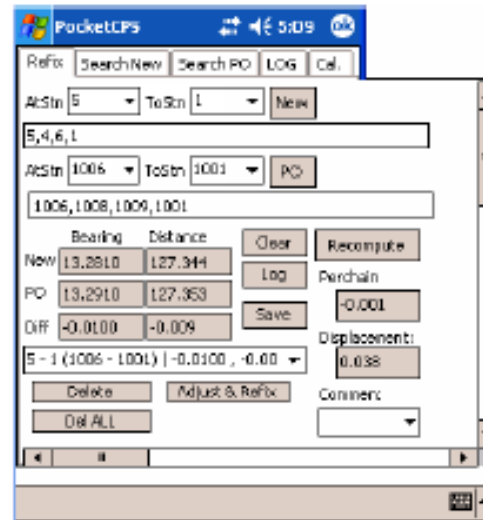 PocketCPS 5:09 ok
Refix Search New Search PO LOG Cal.
AtStn 5 ToStn 1 New
5,4,6,1
AtStn 1006 ToStn 1001 PO
1006,1008,1009,1001
Bearing Distance Clear Recompute
New 13.2810 127.344 Log Perchain
PO 13.2910 127.353 Save -0.001
Diff -0.0100 -0.009 Displacement:
5 - 1 (1006 - 1001) | -0.0100 , -0.00 0.038
Delete Adjust & Refix Comment
Del ALL